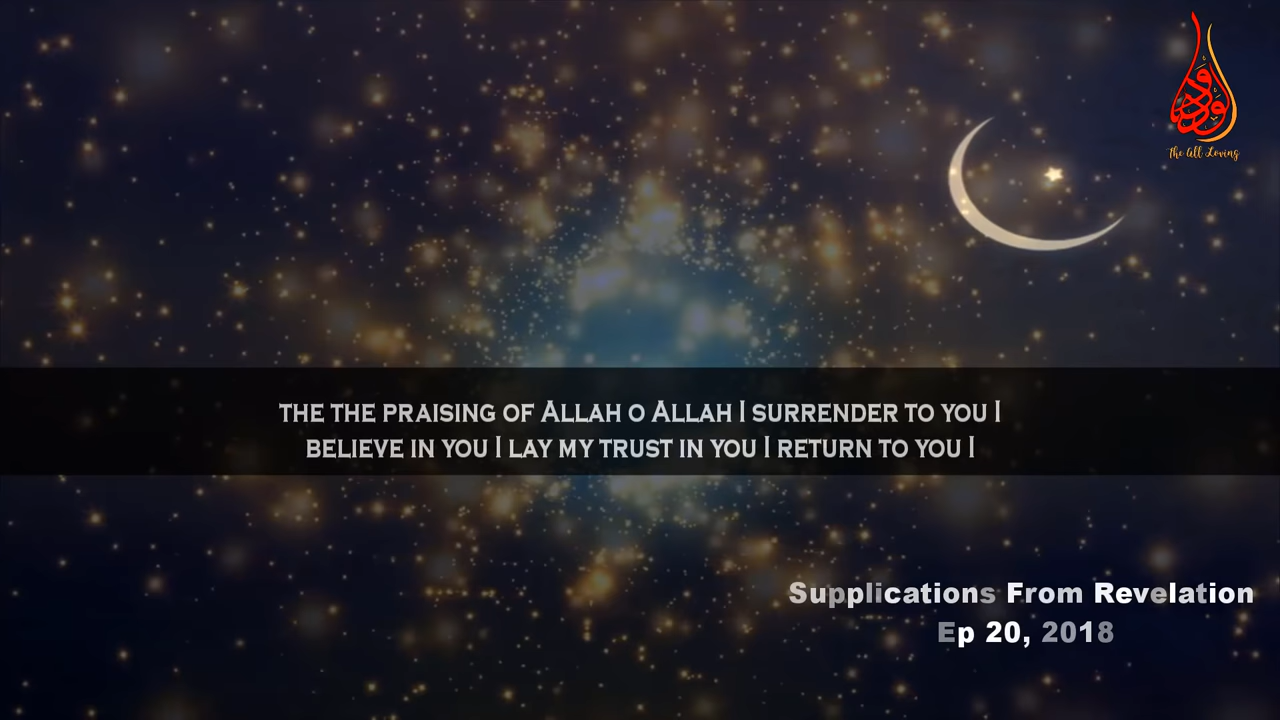 الودود
The All Loving
the the praising of Allah o Allah I surrender to you I
believe in you I lay my trust in you I return to you I
Supplications From Revelation
Ep 20, 2018